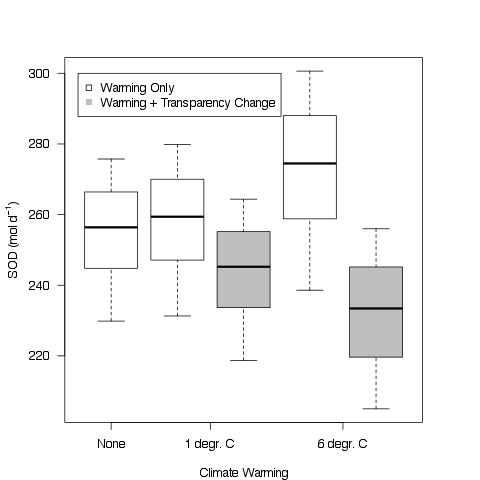 Warming Only
Warming + Transparency Change
300
280
260
240
220
SOD (mol d⁻¹)
None 1 degr. C 6 degr. C
Climate Warming